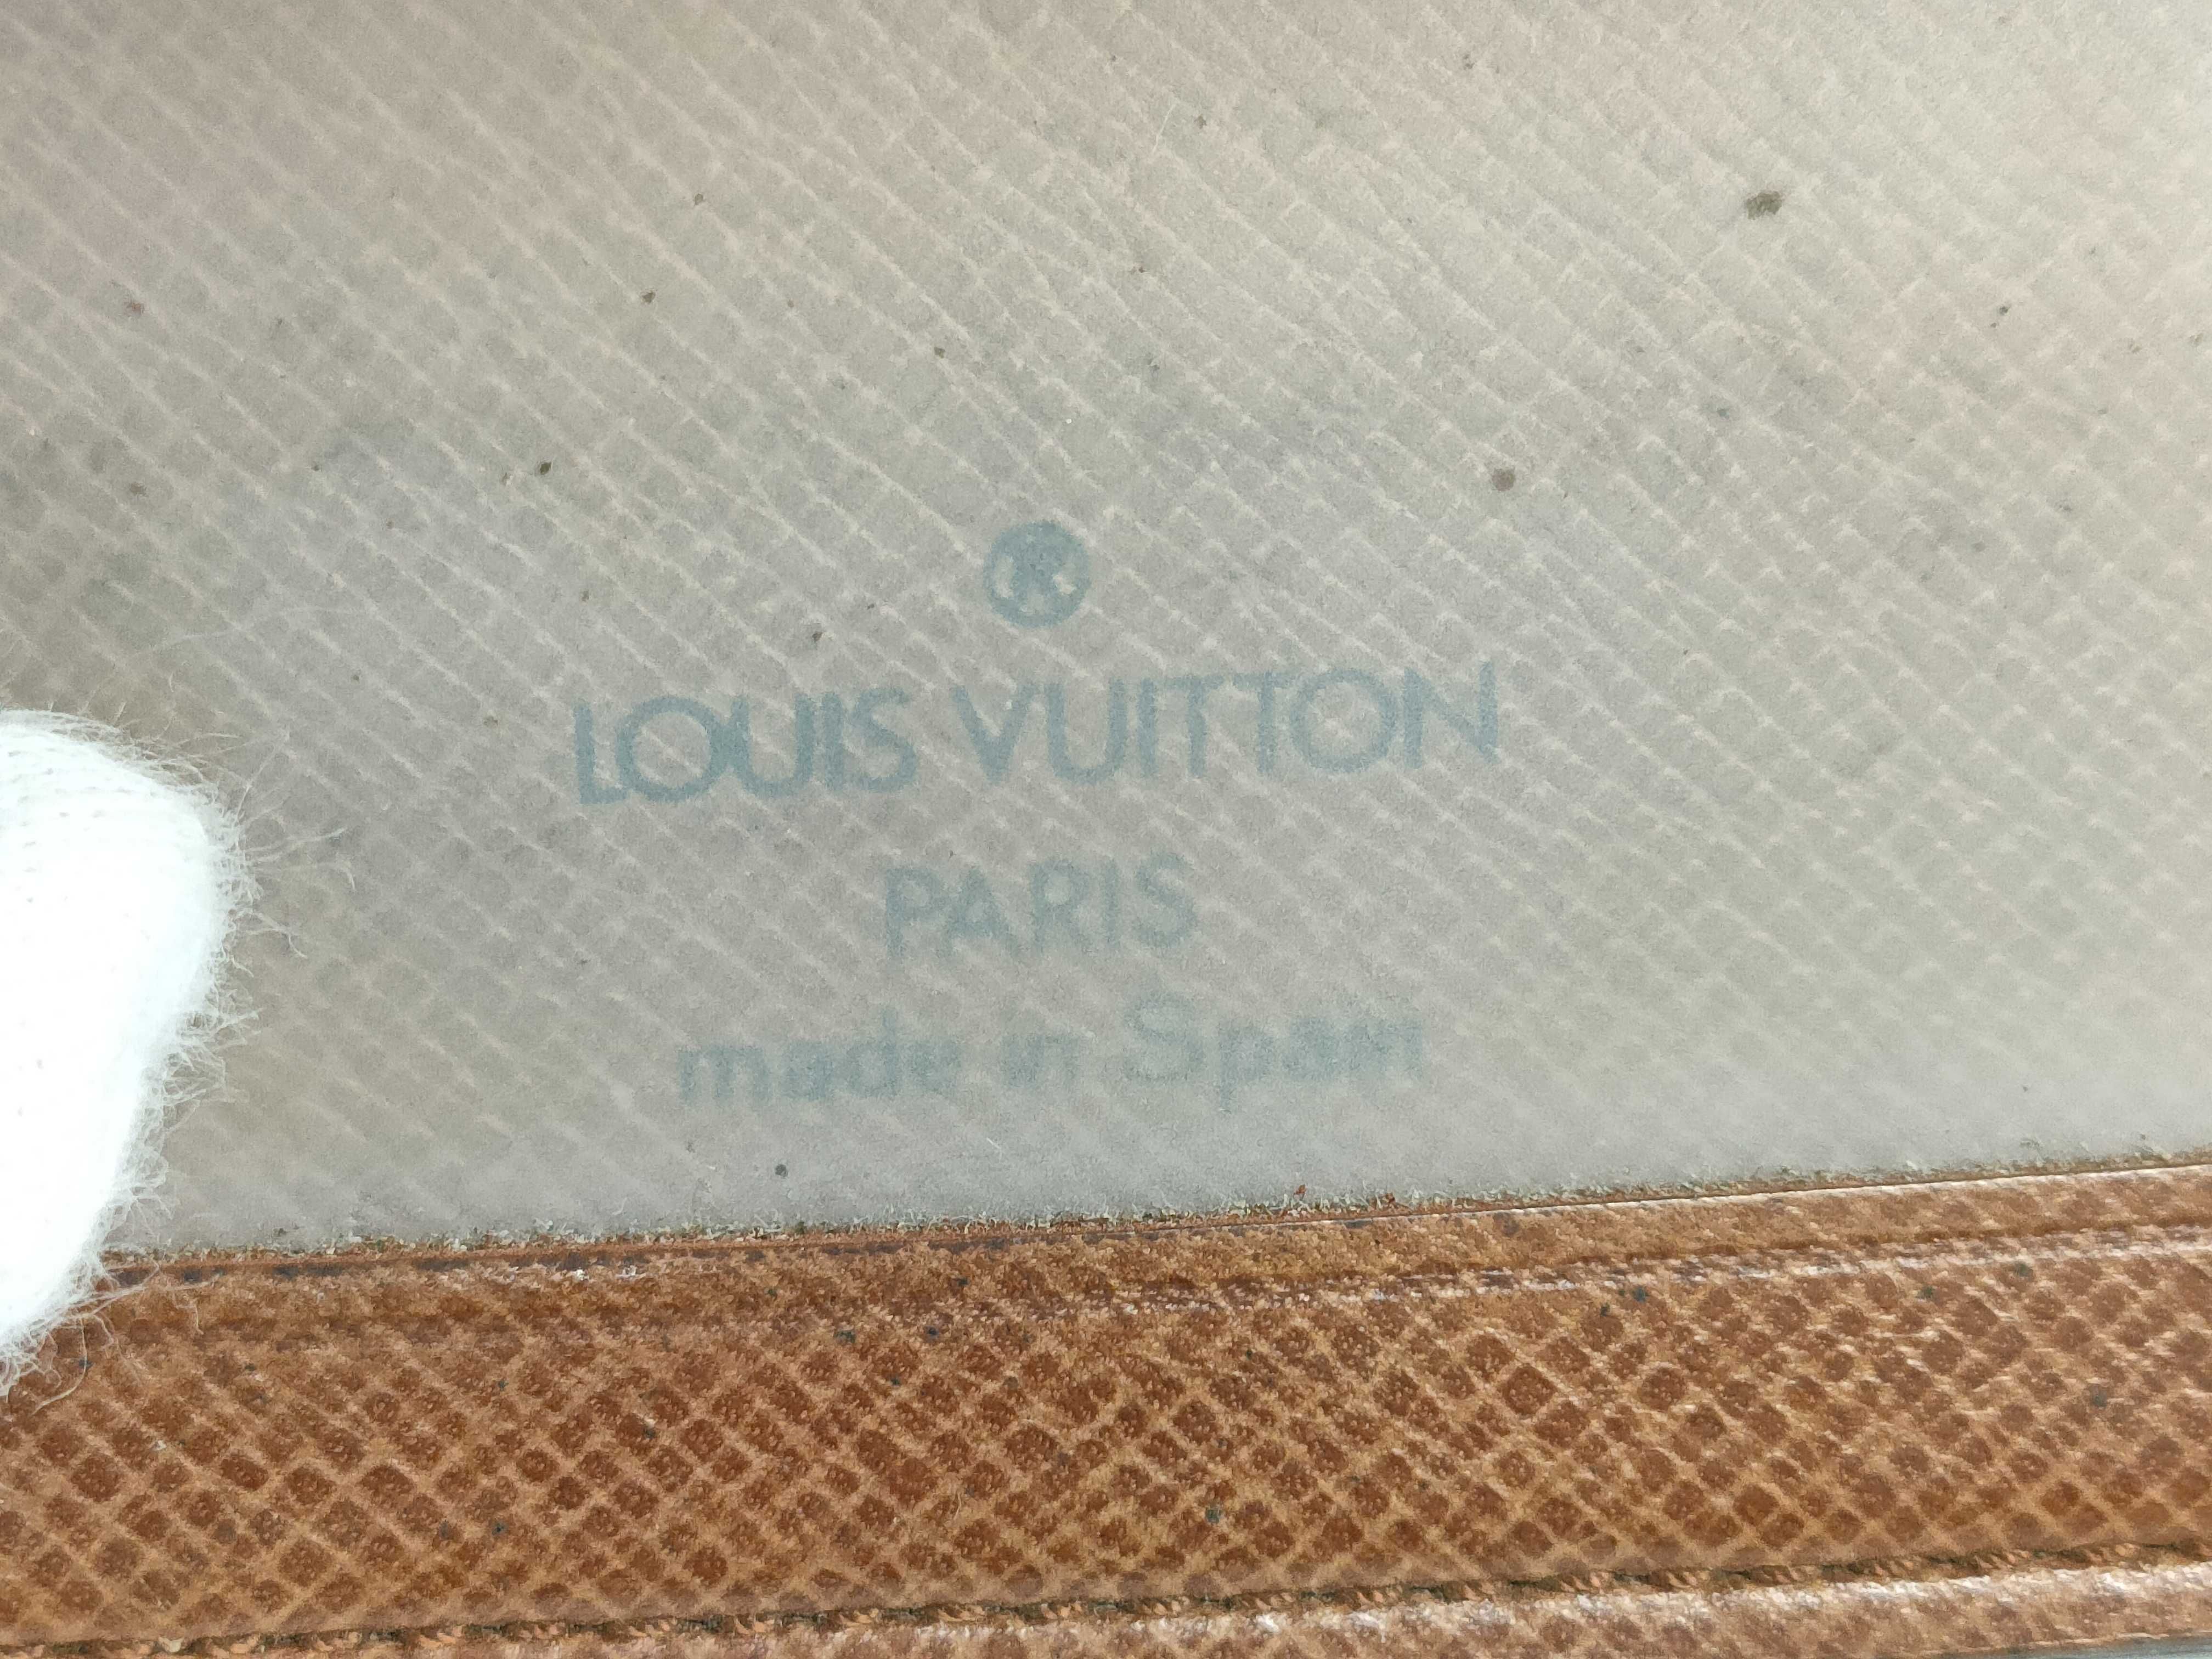 ®
LOUIS VUITTON
PARIS
made in Spain